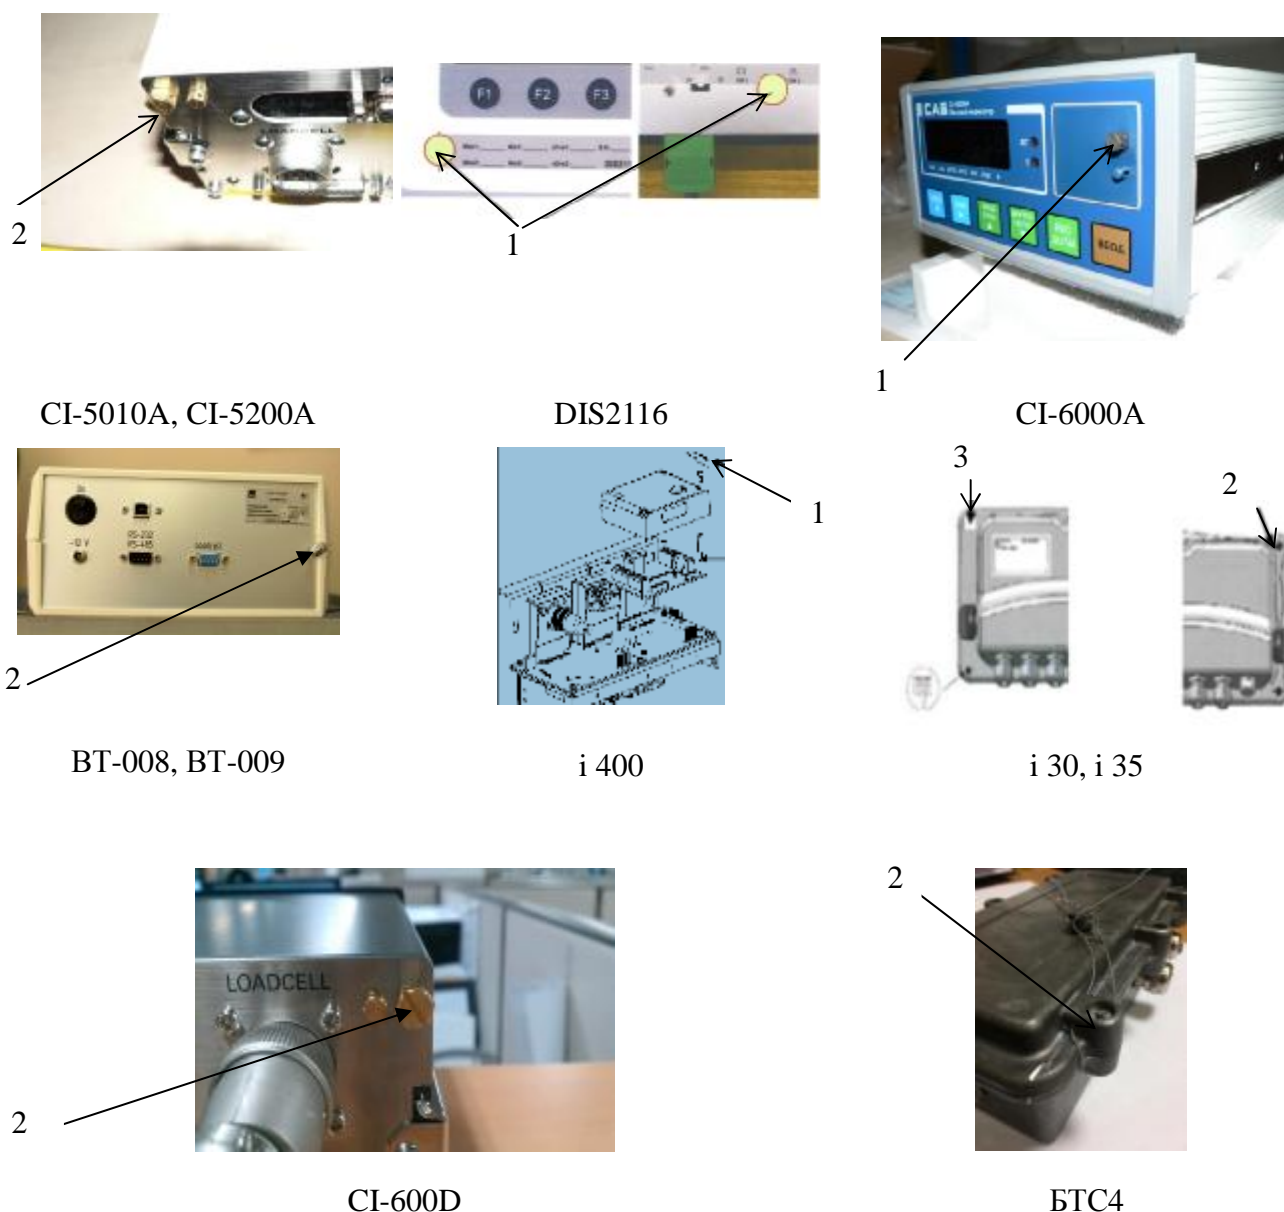 LOADCELL
F1 F2 F3
CAS
2
1
1
CI-5010A, CI-5200A
DIS2116
CI-6000A
3
2
1
RS-232
RS-485
2
BT-008, BT-009
i 400
i 30, i 35
2
LOADCELL
2
CI-600D
БТС4